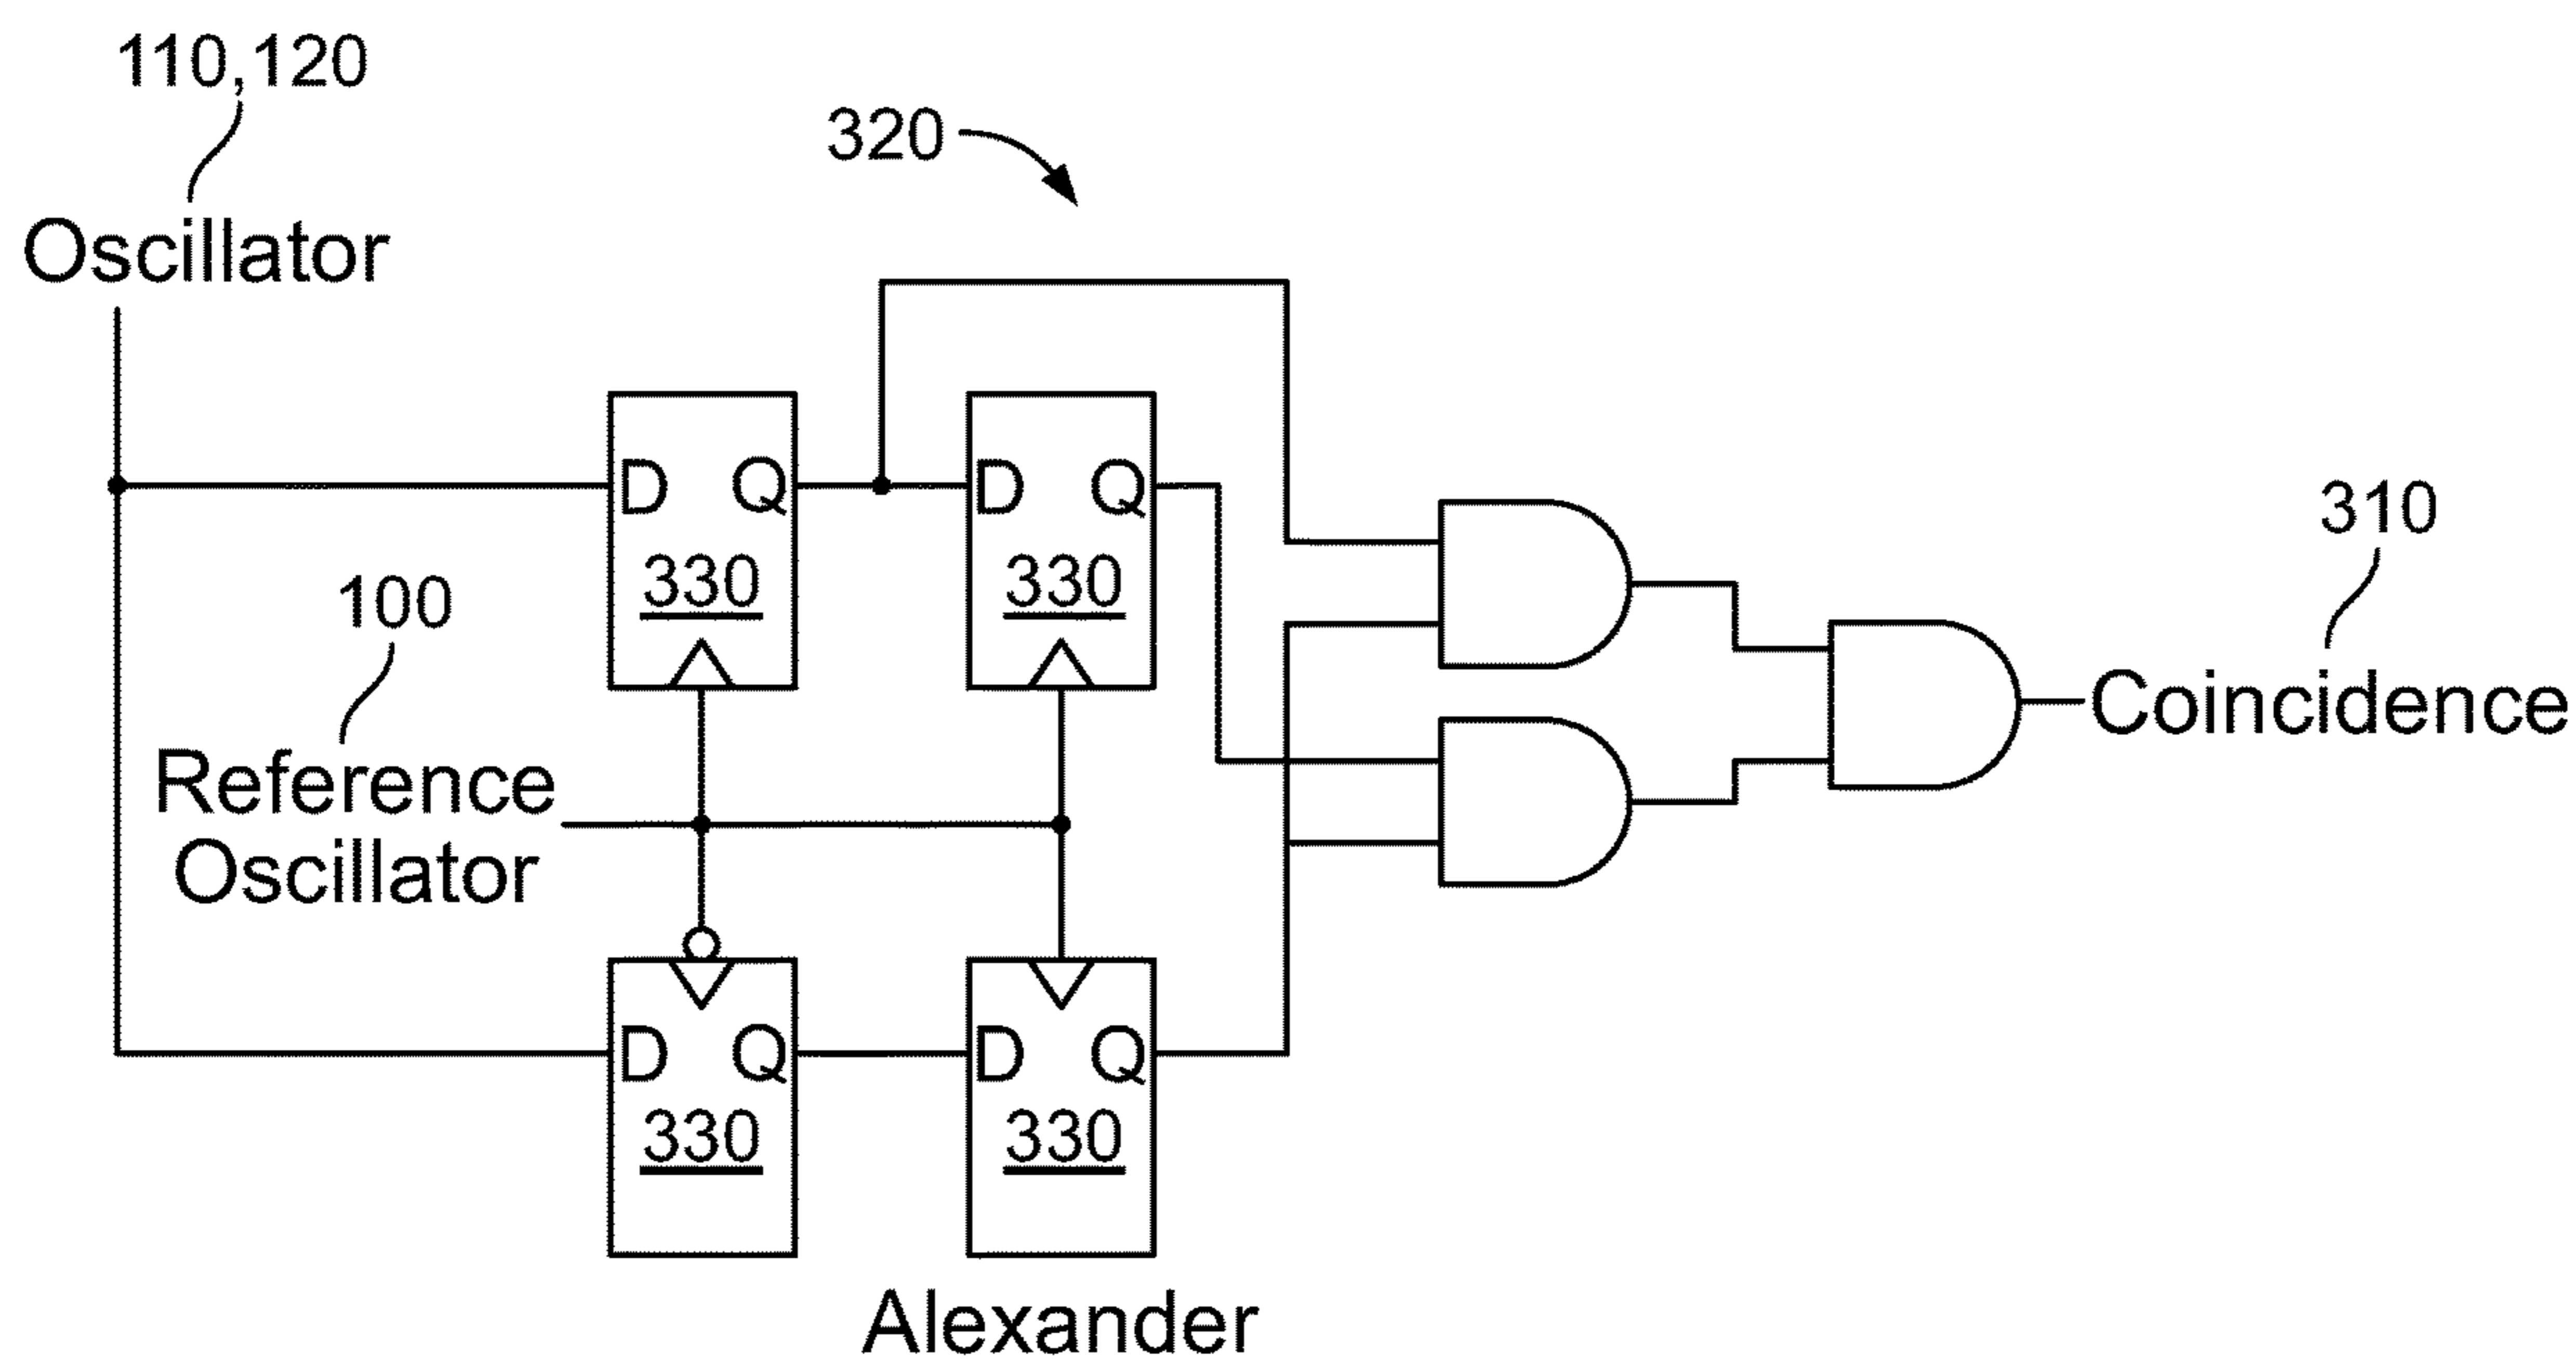 110,120
Oscillator
320
D Q
330
D Q
330
310
Coincidence
100
Reference
Oscillator
D Q
330
D Q
330
Alexander